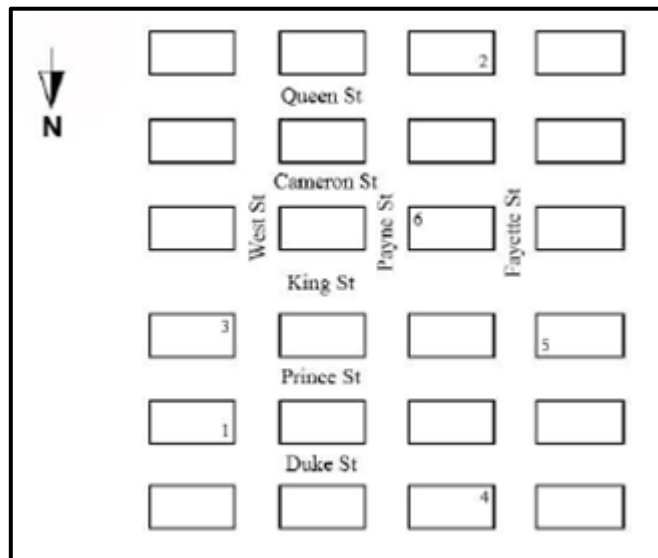 2
Queen St
N
Cameron St
West St
Payne St
6
Fayette St
King St
3
5
Prince St
1
Duke St
4